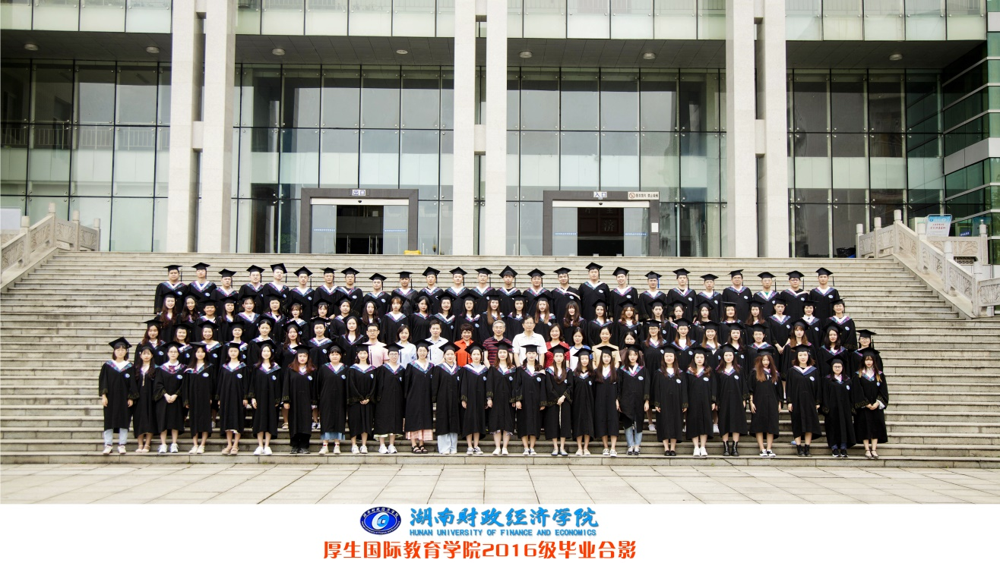 出口
入口
湖南财政经济学院
HUNAN UNIVERSITY OF FINANCE AND ECONOMICS
厚生国际教育学院2016级毕业合影